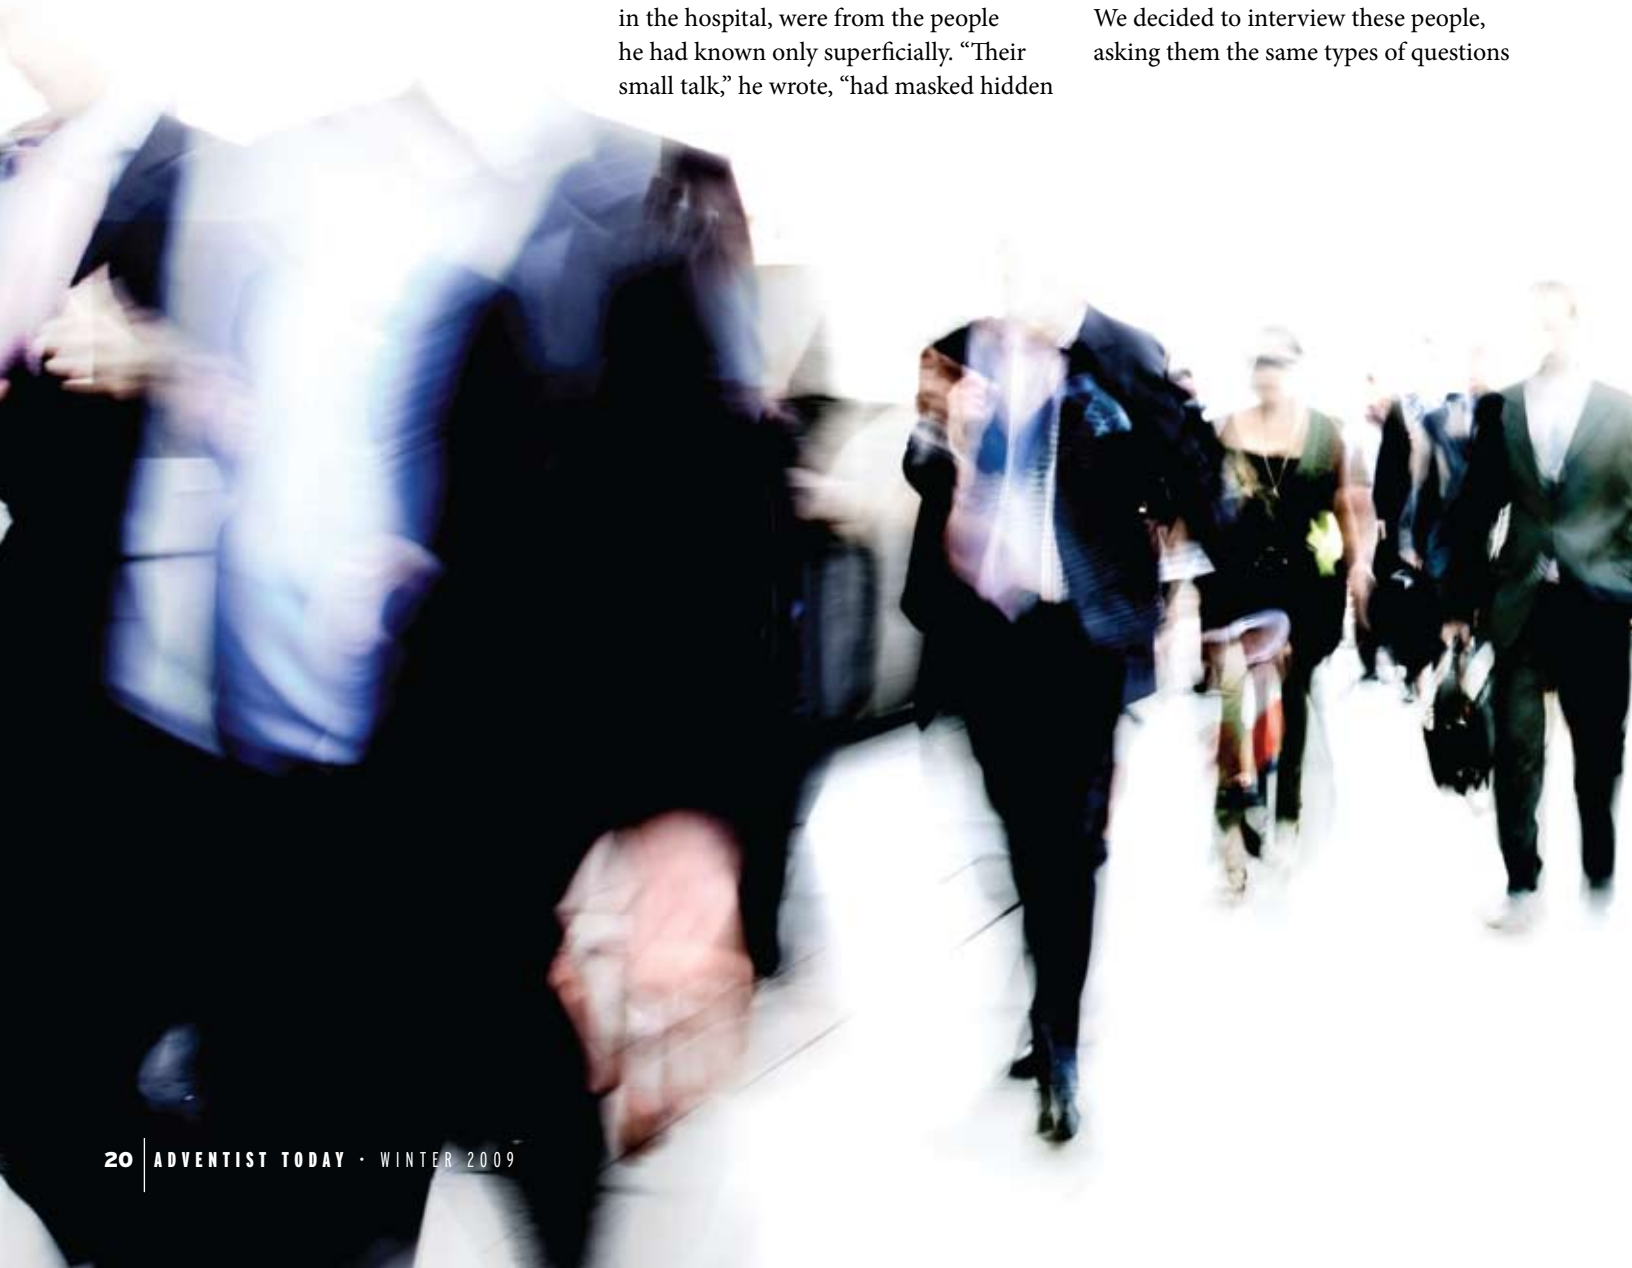 in the hospital, were from the people
he had known only superficially. “Their
small talk,” he wrote, “had masked hidden
We decided to interview these people,
asking them the same types of questions
20 | ADVENTIST TODAY · WINTER 2009